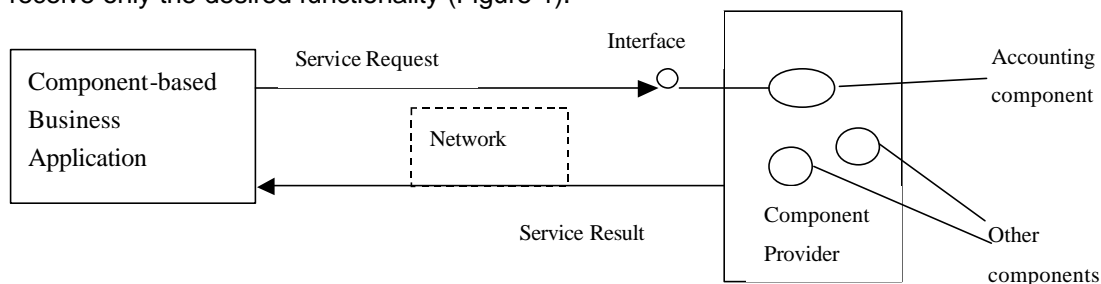 receive only the desired functionality (Figure 1).
Interface
Service Request
Accounting
component
Component-based
Business
Application
Network
Component
Provider
Service Result
Other
components